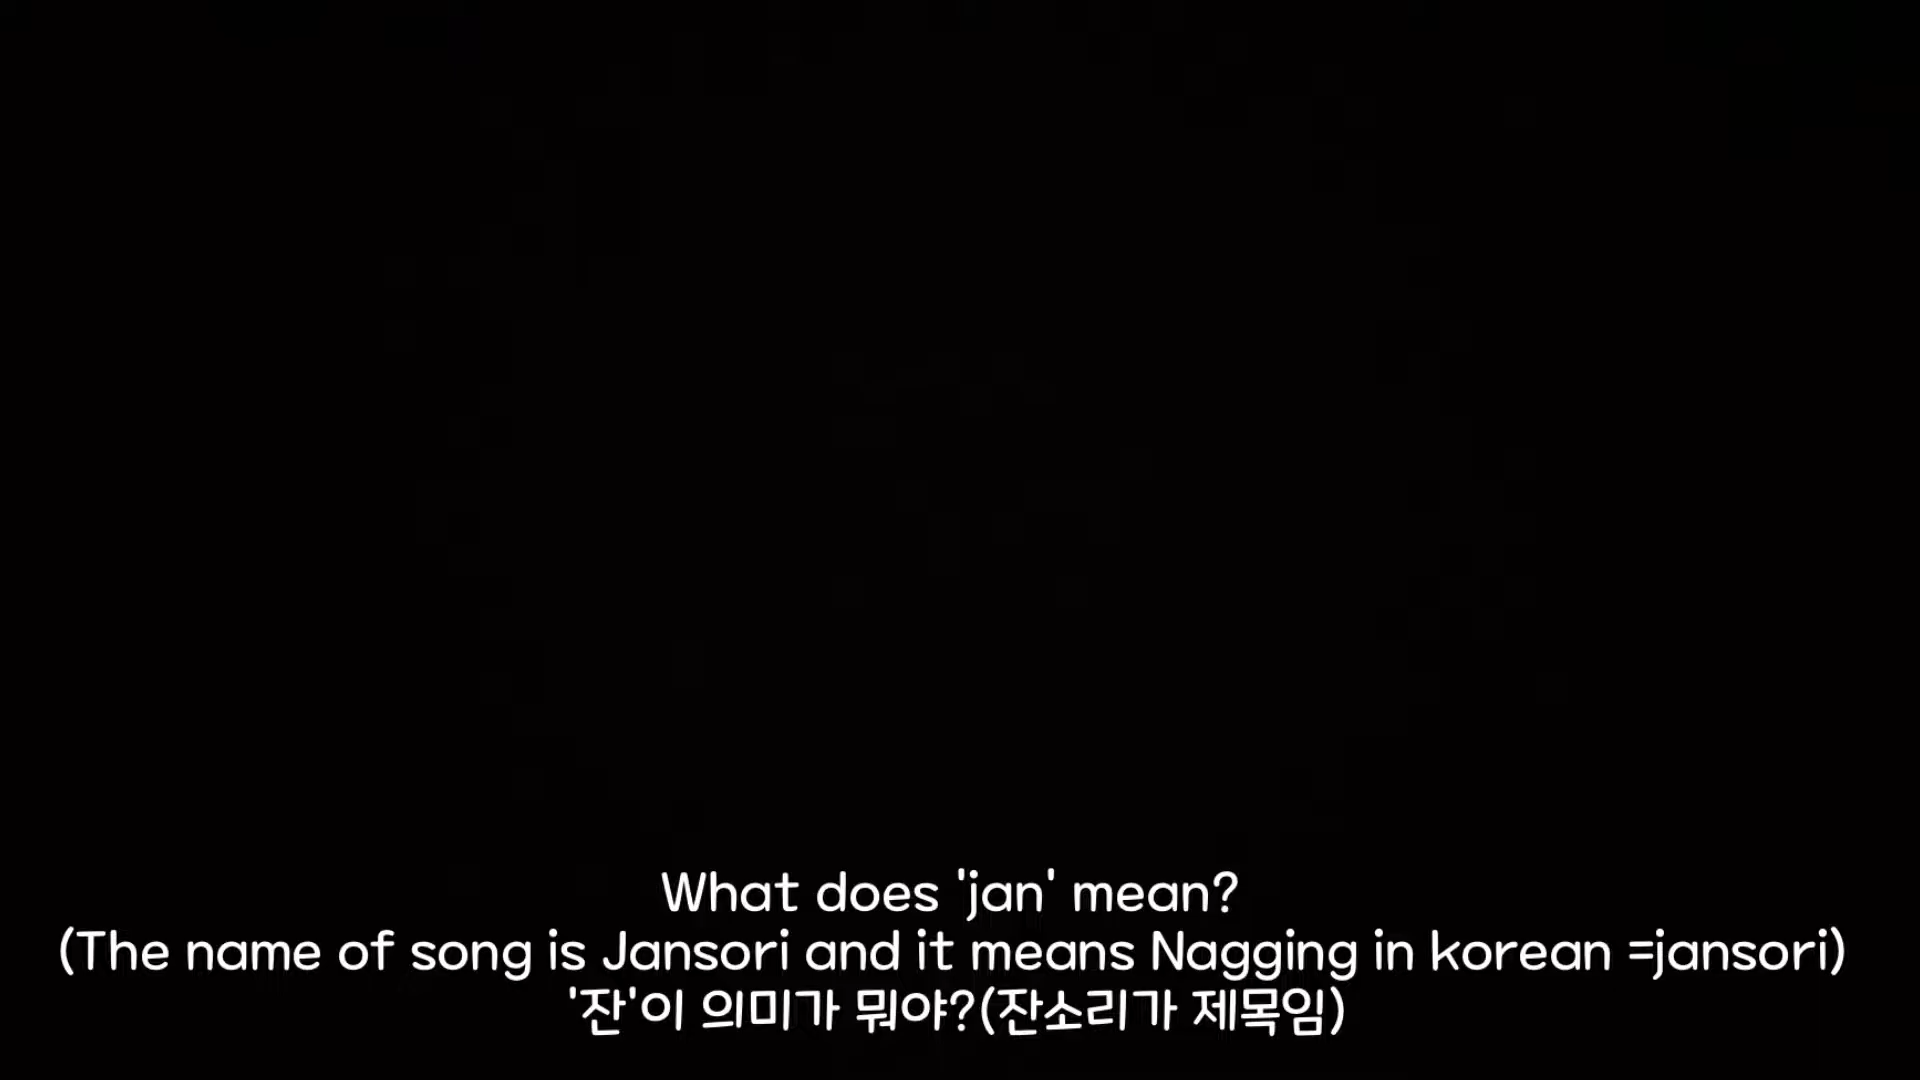 What does 'jan' mean?
(The name of song is Jansori and it means Nagging in korean =jansori)
'잔'이 의미가 뭐야?(잔소리가 제목임)